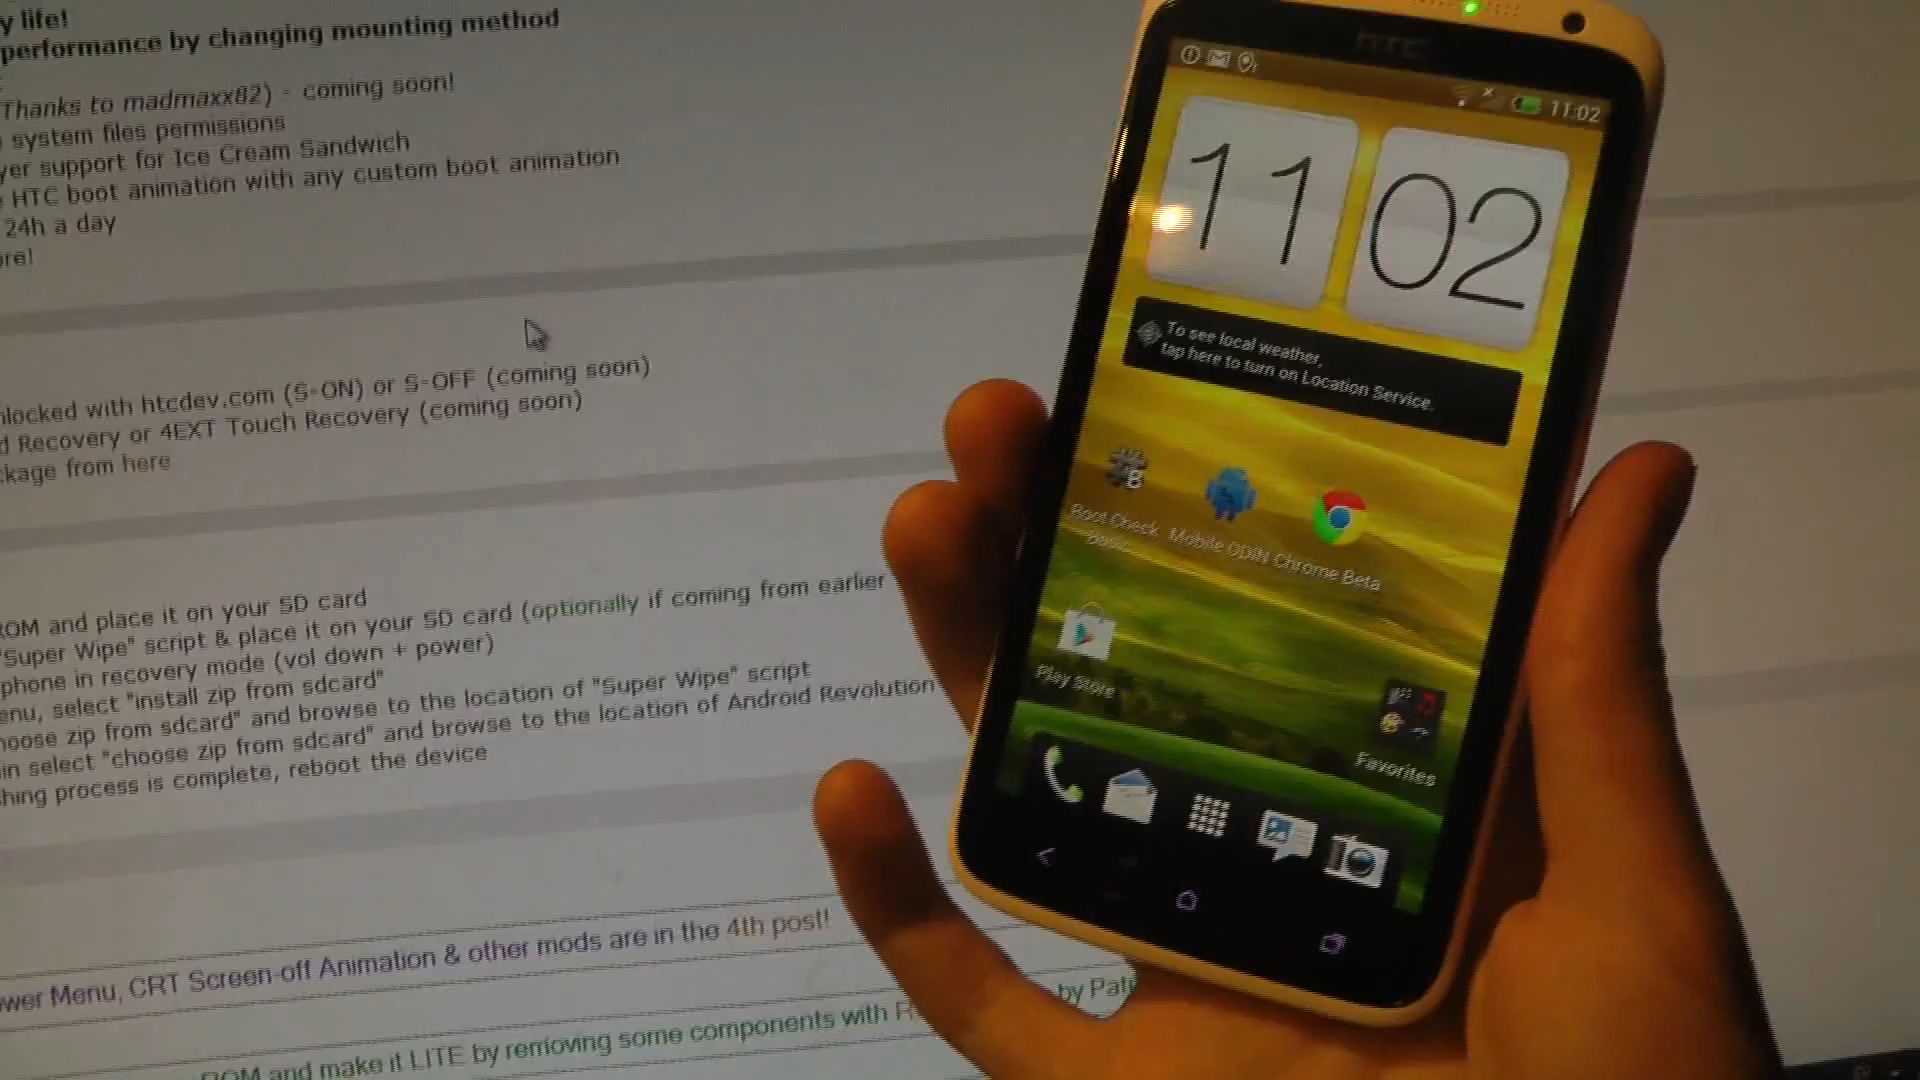 y life!
performance by changing mounting method
Thanks to madmaxx82) - coming soon!
system files permissions
yer support for Ice Cream Sandwich
HTC boot animation with any custom boot animation
24h a day
ore!
nlocked with htcdev.com (S-ON) or S-OFF (coming soon)
d Recovery or 4EXT Touch Recovery (coming soon)
ckage from here
ROM and place it on your SD card
"Super Wipe" script & place it on your SD card (optionally if coming from earlier
phone in recovery mode (vol down + power)
enu, select "install zip from sdcard"
hoose zip from sdcard" and browse to the location of "Super Wipe" script
in select "choose zip from sdcard" and browse to the location of Android Revolution
shing process is complete, reboot the device
wer Menu, CRT Screen-off Animation & other mods are in the 4th post!
by Patr
ROM and make it LITE by removing some components with R
hTC
11:02
11 02
To see local weather,
tap here to turn on Location Service.
Root Check Basic
Mobile ODIN
Chrome Beta
Play Store
Favorites